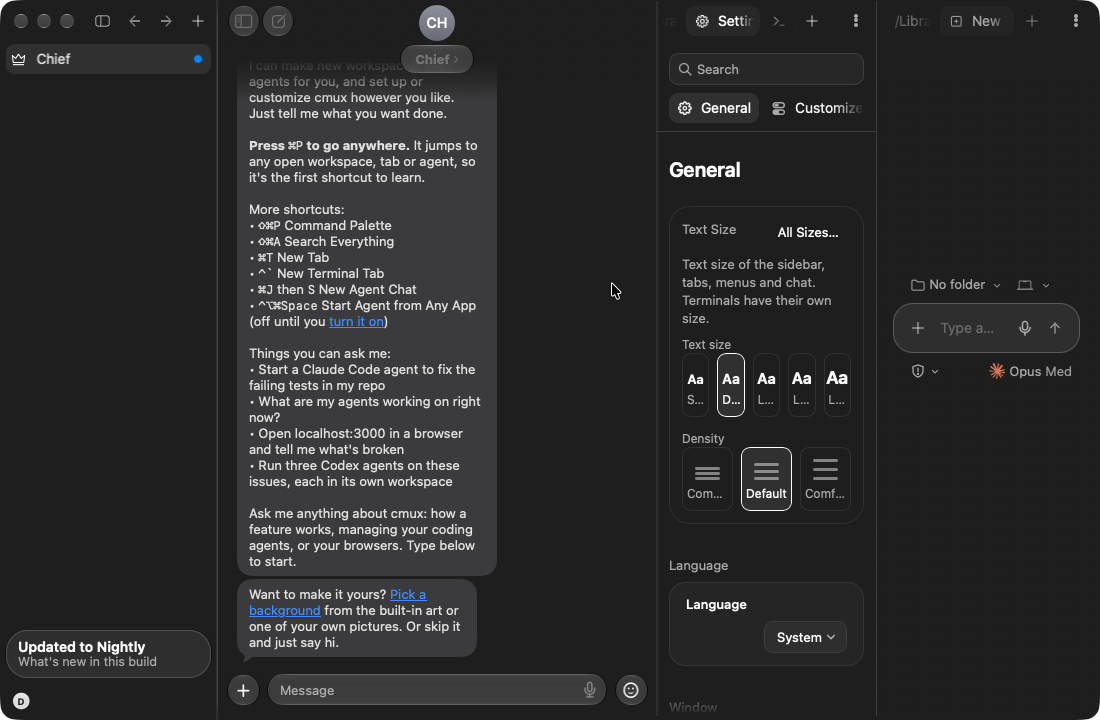 Chief
Updated to Nightly
What's new in this build
D
CH
Chief ›
I can make new workspac
agents for you, and set up or
customize cmux however you like.
Just tell me what you want done.
Press ⌘P to go anywhere. It jumps to
any open workspace, tab or agent, so
it's the first shortcut to learn.
More shortcuts:
• ⇧⌘P Command Palette
• ⇧⌘A Search Everything
• ⌘T New Tab
• ^` New Terminal Tab
• ⌘J then S New Agent Chat
• ^⌥⌘Space Start Agent from Any App
(off until you turn it on)
Things you can ask me:
• Start a Claude Code agent to fix the
failing tests in my repo
• What are my agents working on right
now?
• Open localhost:3000 in a browser
and tell me what's broken
• Run three Codex agents on these
issues, each in its own workspace
Ask me anything about cmux: how a
feature works, managing your coding
agents, or your browsers. Type below
to start.
Want to make it yours? Pick a
background from the built-in art or
one of your own pictures. Or skip it
and just say hi.
Message
Settin
Search
General
Customize
General
Text Size
All Sizes...
Text size of the sidebar,
tabs, menus and chat.
Terminals have their own
size.
Text size
Aa Aa Aa Aa Aa
S... D... L... L... L...
Density
Com... Default Comf...
Language
Language
System
Window
/Libra
New
No folder
Type a...
Opus Med